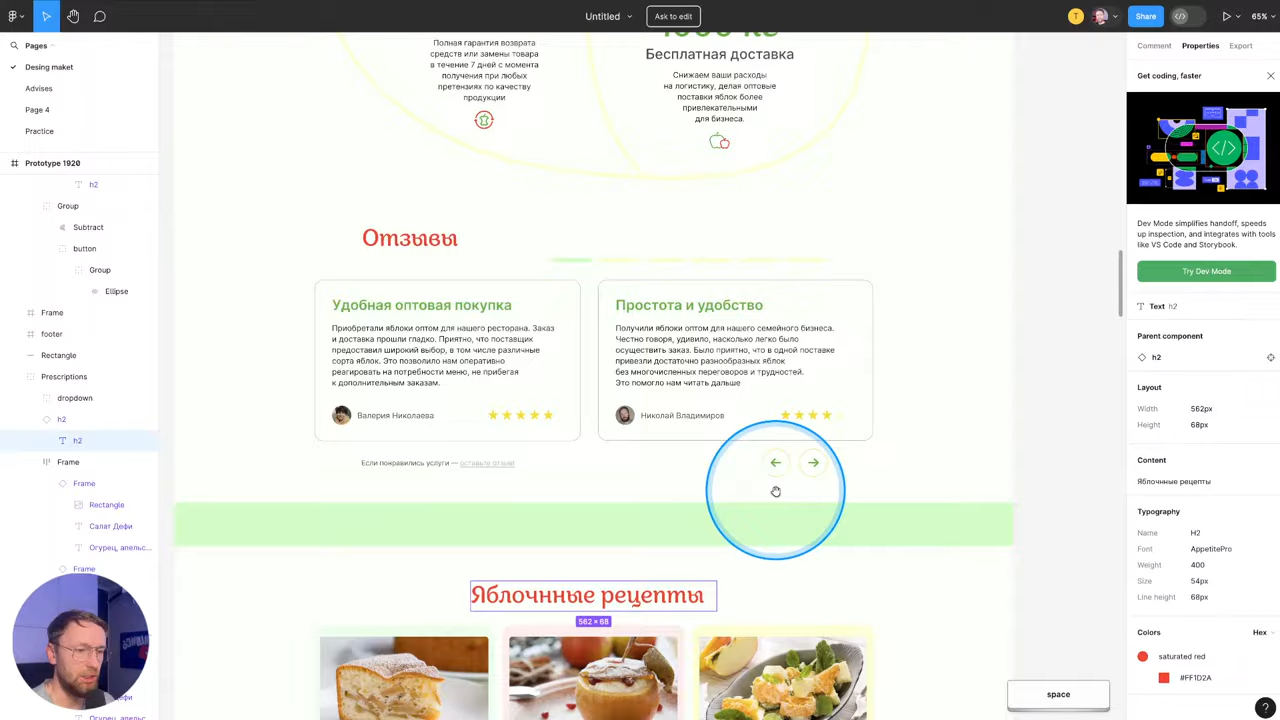 Untitled
Ask to edit
T
Share
65%
Pages
Desing maket
Advises
Page 4
Practice
Prototype 1920
h2
Group
Subtract
button
Group
Ellipse
Frame
footer
Rectangle
Prescriptions
dropdown
h2
h2
Frame
Frame
Rectangle
Салат Дефи
Огурец, апельс...
Frame
Огурец, апельс...
Полная гарантия возврата
средств или замены товара
в течение 7 дней с момента
получения при любых
претензиях по качеству
продукции
Бесплатная доставка
Снижаем ваши расходы
на логистику, делая оптовые
поставки яблок более
привлекательными
для бизнеса.
Отзывы
Удобная оптовая покупка
Приобретали яблоки оптом для нашего ресторана. Заказ
и доставка прошли гладко. Приятно, что поставщик
предоставил широкий выбор, в том числе различные
сорта яблок. Это позволило нам оперативно
реагировать на потребности меню, не прибегая
к дополнительным заказам.
Валерия Николаева
Простота и удобство
Получили яблоки оптом для нашего семейного бизнеса.
Честно говоря, удивило, насколько легко было
осуществить заказ. Было приятно, что в одной поставке
привезли достаточно разнообразных яблок
без многочисленных переговоров и трудностей.
Это помогло нам читать дальше
Николай Владимиров
Если понравились услуги — оставьте отзыв!
Яблочнные рецепты
562 × 68
space
Comment
Properties
Export
Get coding, faster
Dev Mode simplifies handoff, speeds
up inspection, and integrates with tools
like VS Code and Storybook.
Try Dev Mode
Text h2
Parent component
h2
Layout
Width 562px
Height 68px
Content
Яблочнные рецепты
Typography
Name H2
Font AppetitePro
Weight 400
Size 54px
Line height 68px
Colors Hex
saturated red
#FF1D2A
?